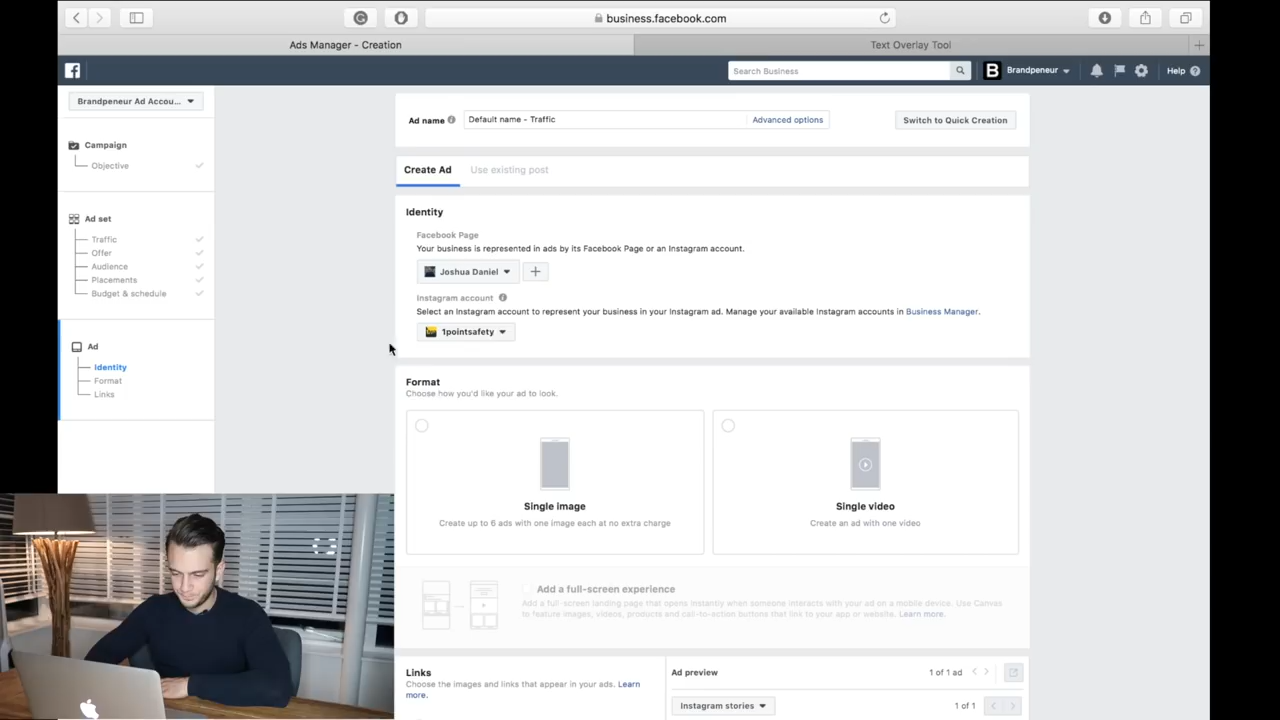 business.facebook.com
Ads Manager - Creation
Text Overlay Tool
Search Business
B
Brandpeneur
Help
Brandpeneur Ad Accou...
Ad name
Default name - Traffic
Advanced options
Switch to Quick Creation
Campaign
Objective
Create Ad
Use existing post
Ad set
Traffic
Offer
Audience
Placements
Budget & schedule
Identity
Facebook Page
Your business is represented in ads by its Facebook Page or an Instagram account.
Joshua Daniel
Instagram account
Select an Instagram account to represent your business in your Instagram ad. Manage your available Instagram accounts in Business Manager.
1pointsafety
Ad
Identity
Format
Links
Format
Choose how you'd like your ad to look.
Single image
Create up to 6 ads with one image each at no extra charge
Single video
Create an ad with one video
Add a full-screen experience
Add a full-screen landing page that opens instantly when someone interacts with your ad on a mobile device. Use Canvas
to feature images, videos, products and call-to-action buttons that link to your app or website. Learn more.
Links
Choose the images and links that appear in your ads. Learn
more.
Ad preview
1 of 1 ad
Instagram stories
1 of 1